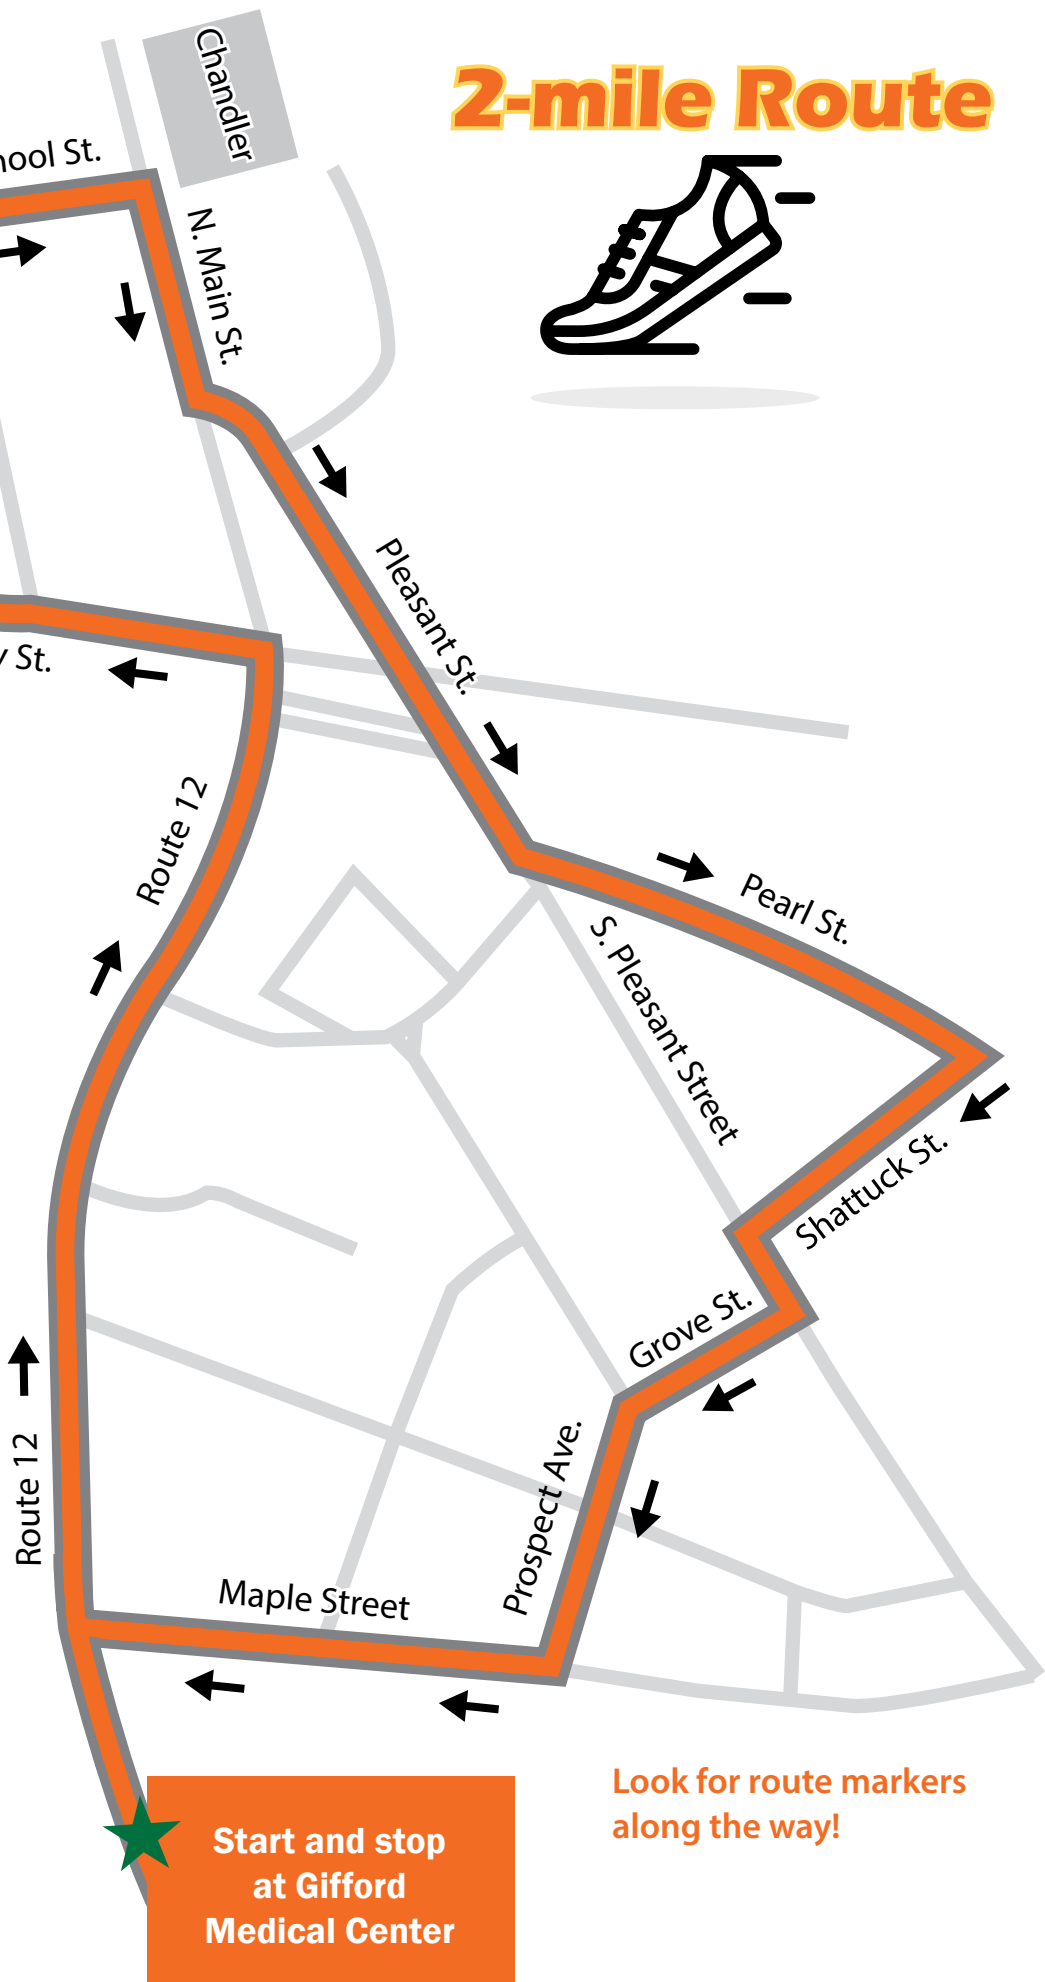 2-mile Route
Chandler
St.
N. Main St.
Pleasant St.
St.
Route 12
Pearl St.
S. Pleasant Street
Shattuck St.
Grove St.
Prospect Ave.
Route 12
Maple Street
Look for route markers
along the way!
Start and stop
at Gifford
Medical Center